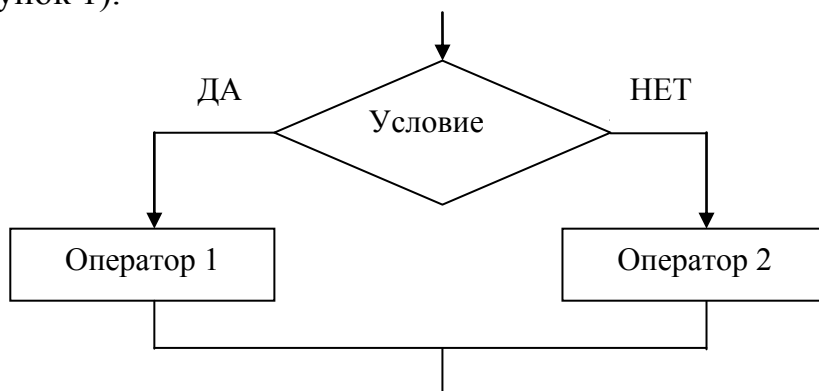 унок 1).
ДА
НЕТ
Условие
Оператор 1
Оператор 2